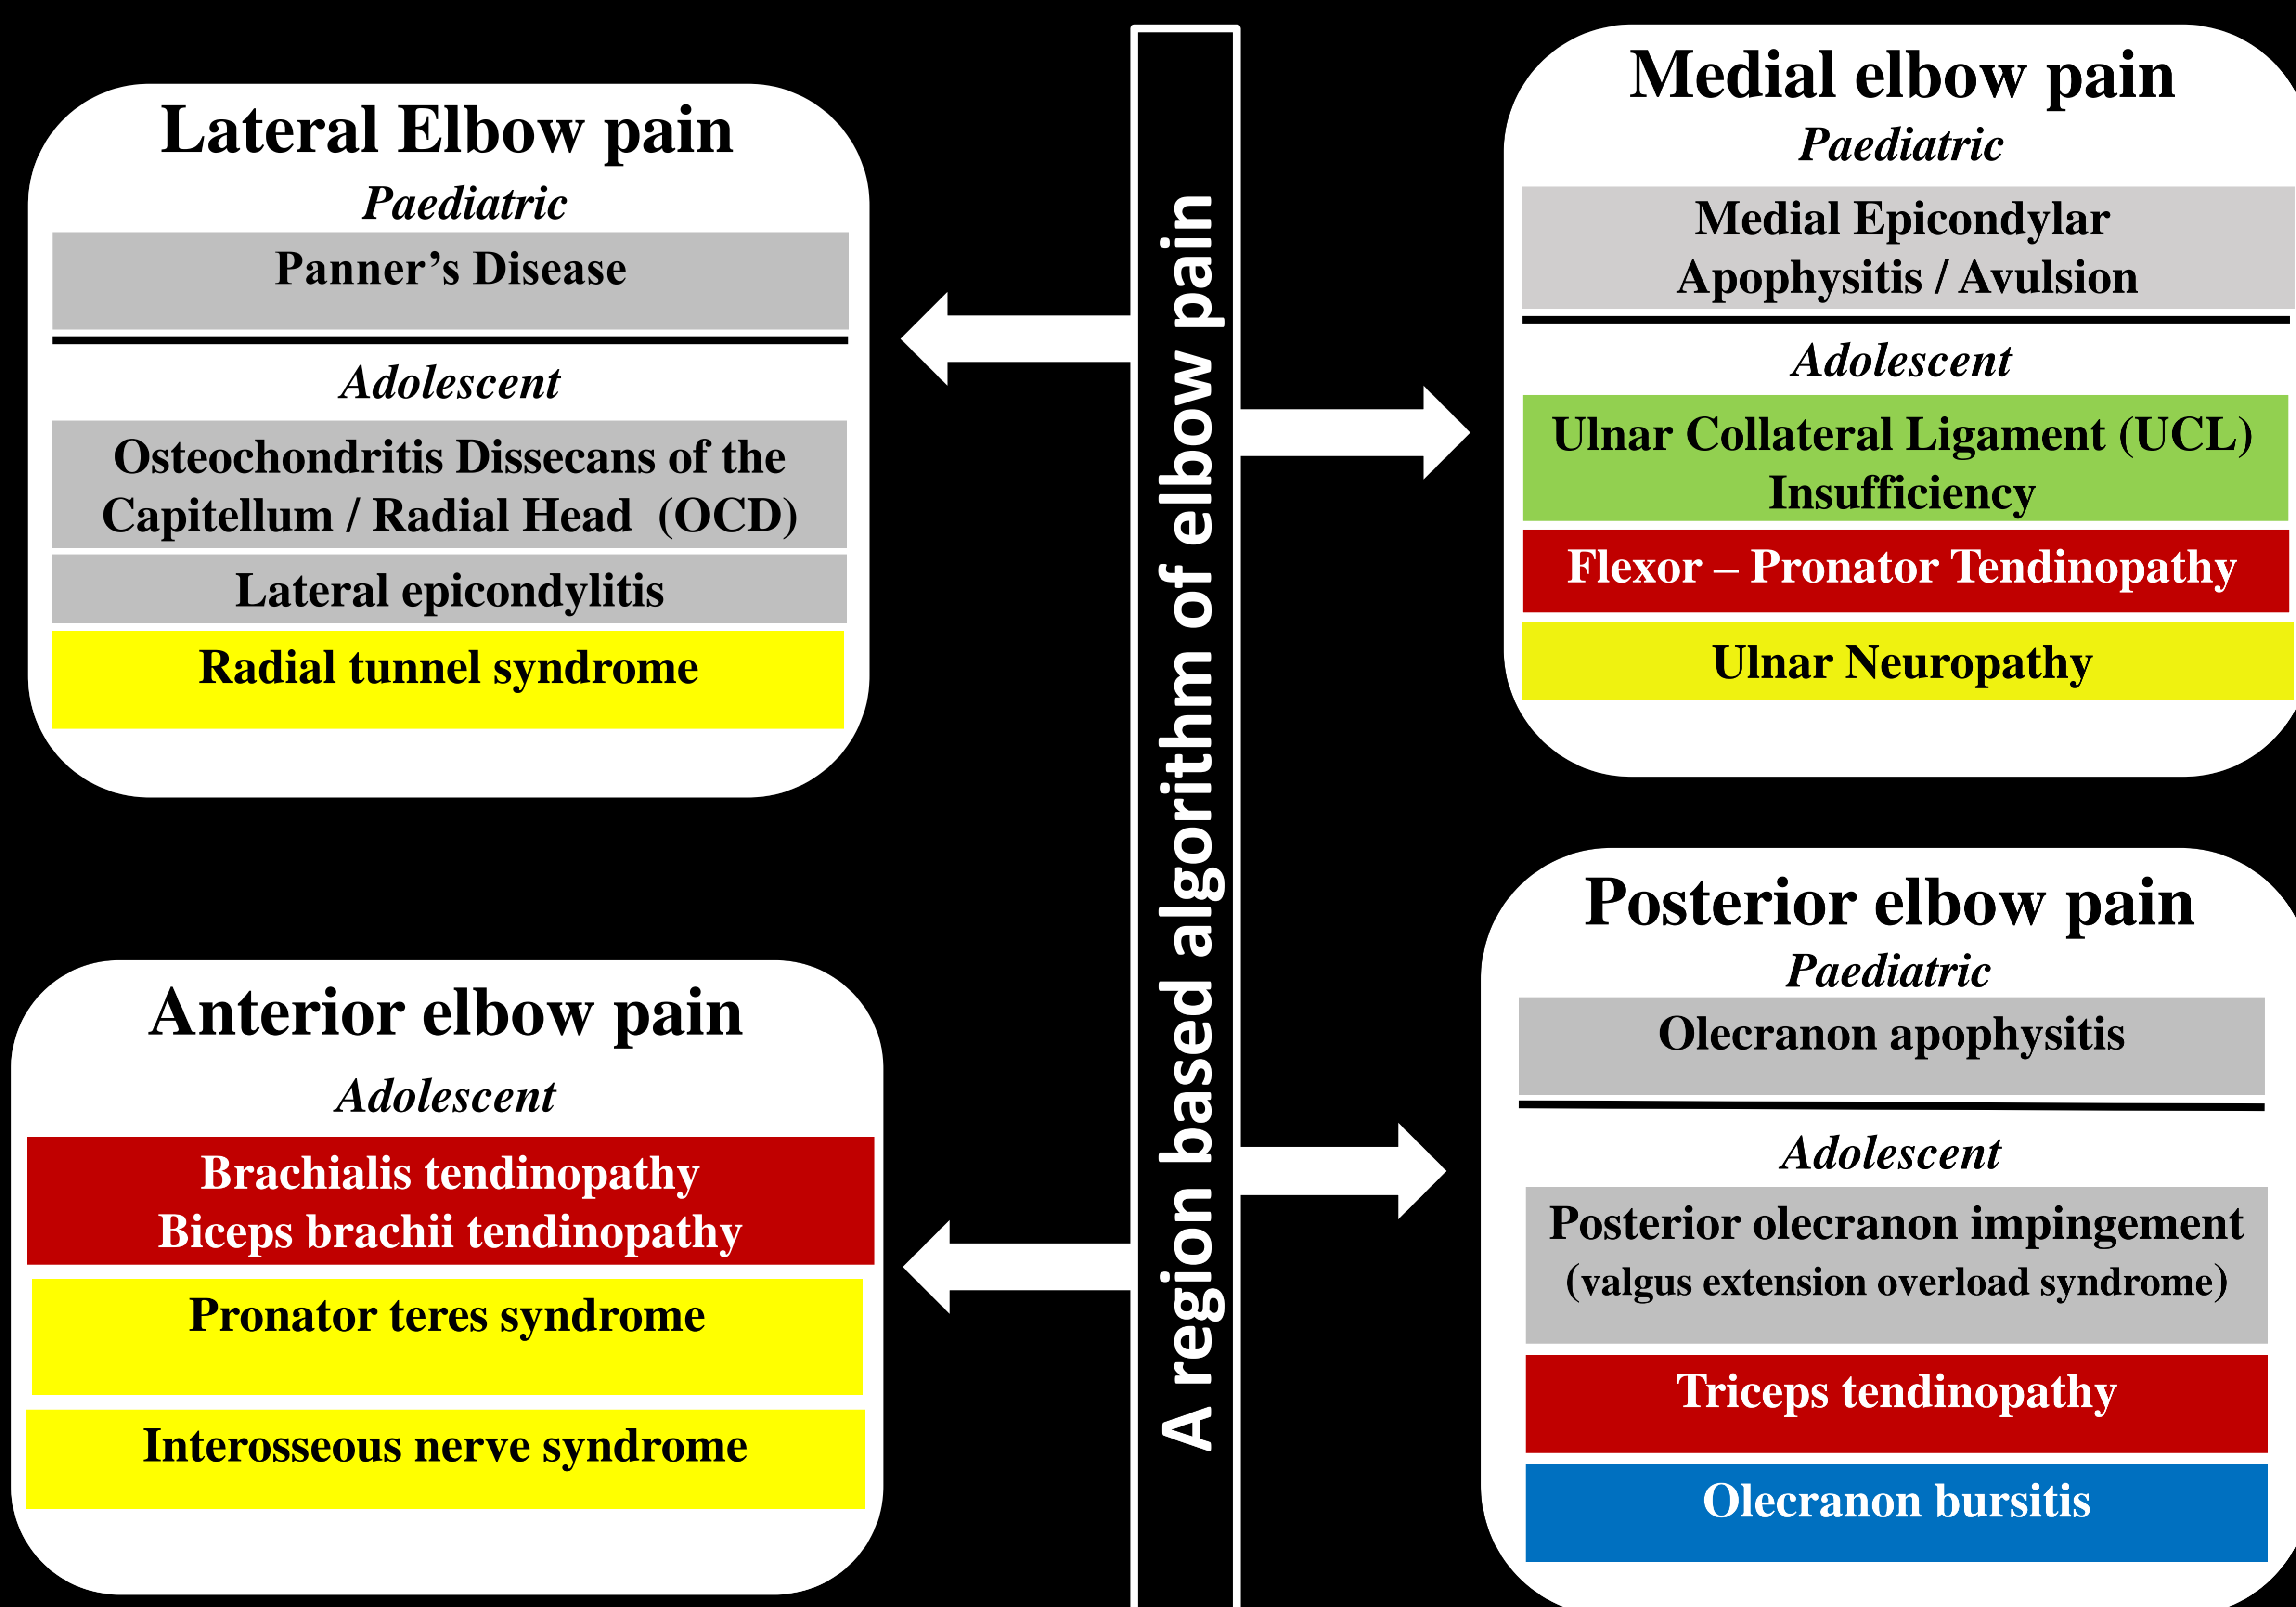 Lateral Elbow pain
Paediatric
Panner’s Disease
Adolescent
Osteochondritis Dissecans of the
Capitellum / Radial Head (OCD)
Lateral epicondylitis
Radial tunnel syndrome
Anterior elbow pain
Adolescent
Brachialis tendinopathy
Biceps brachii tendinopathy
Pronator teres syndrome
Interosseous nerve syndrome
A region based algorithm of elbow pain
Medial elbow pain
Paediatric
Medial Epicondylar
Apophysitis / Avulsion
Adolescent
Ulnar Collateral Ligament (UCL)
Insufficiency
Flexor – Pronator Tendinopathy
Ulnar Neuropathy
Posterior elbow pain
Paediatric
Olecranon apophysitis
Adolescent
Posterior olecranon impingement
(valgus extension overload syndrome)
Triceps tendinopathy
Olecranon bursitis